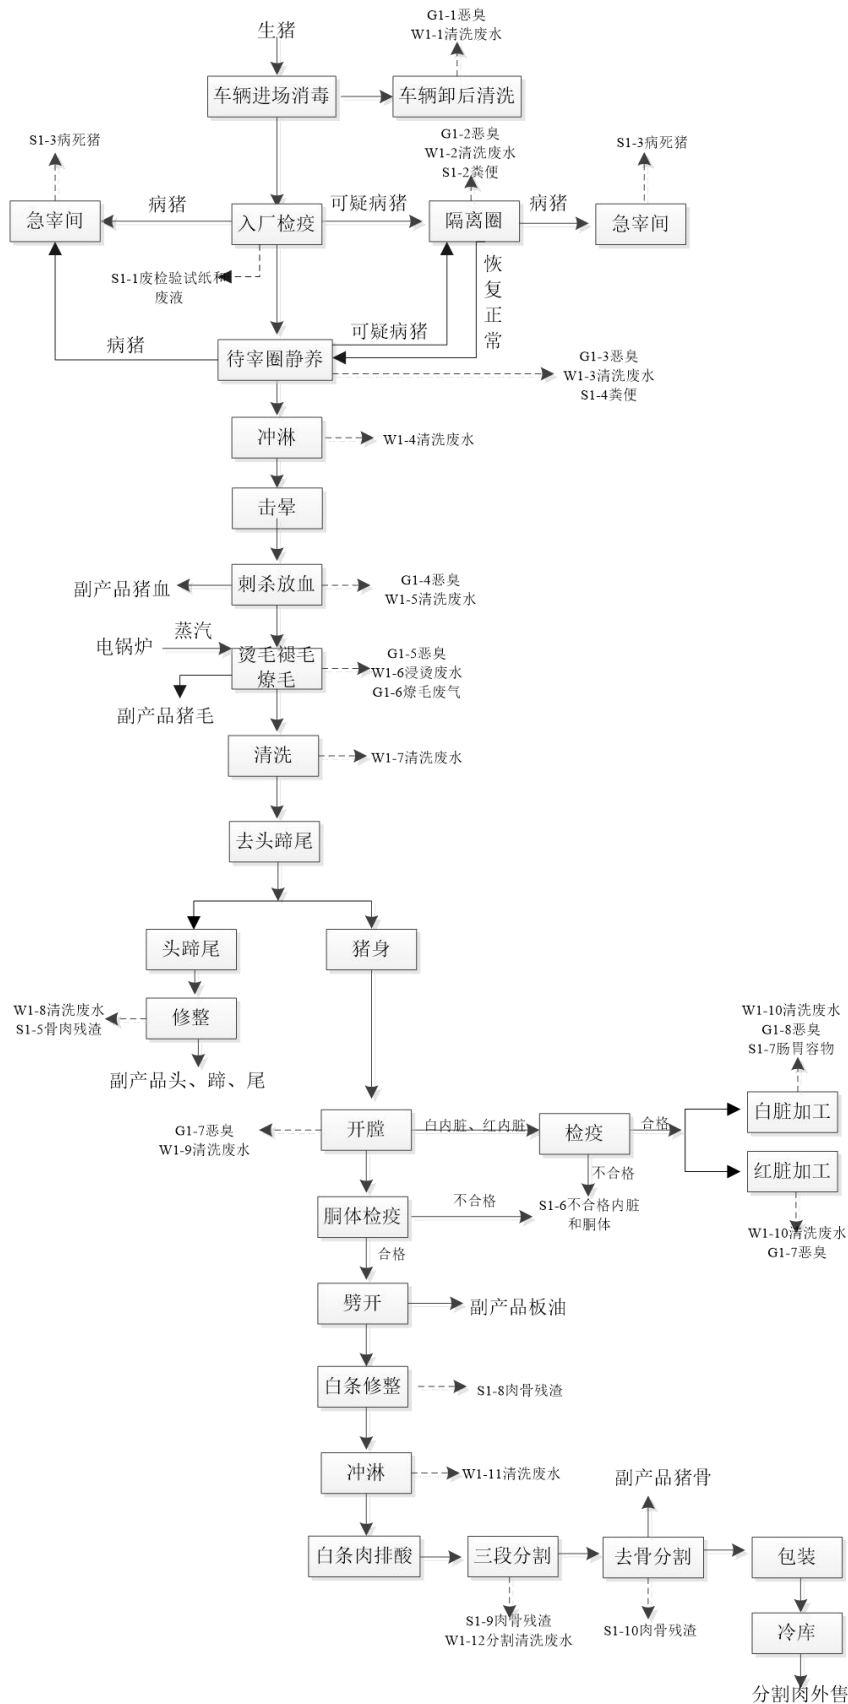 生猪
G1-1恶臭
W1-1清洗废水
车辆进场消毒
车辆卸后清洗
S1-3病死猪
G1-2恶臭
W1-2清洗废水
S1-2粪便
S1-3病死猪
急宰间
病猪
入厂检疫
可疑病猪
隔离圈
病猪
急宰间
S1-1废检验试纸和
废液
恢复正常
病猪
待宰圈静养
可疑病猪
G1-3恶臭
W1-3清洗废水
S1-4粪便
冲淋
W1-4清洗废水
击晕
副产品猪血
刺杀放血
G1-4恶臭
W1-5清洗废水
电锅炉
蒸汽
烫毛褪毛
燎毛
G1-5恶臭
W1-6浸烫废水
G1-6燎毛废气
副产品猪毛
清洗
W1-7清洗废水
去头蹄尾
头蹄尾
猪身
W1-8清洗废水
S1-5骨肉残渣
修整
副产品头、蹄、尾
W1-10清洗废水
G1-8恶臭
S1-7肠胃容物
G1-7恶臭
W1-9清洗废水
开膛
白内脏、红内脏
检疫
合格
白脏加工
红脏加工
不合格
S1-6不合格内脏
和胴体
W1-10清洗废水
G1-7恶臭
胴体检疫
不合格
合格
劈开
副产品板油
白条修整
S1-8肉骨残渣
冲淋
W1-11清洗废水
副产品猪骨
白条肉排酸
三段分割
去骨分割
包装
S1-9肉骨残渣
W1-12分割清洗废水
S1-10肉骨残渣
冷库
分割肉外售